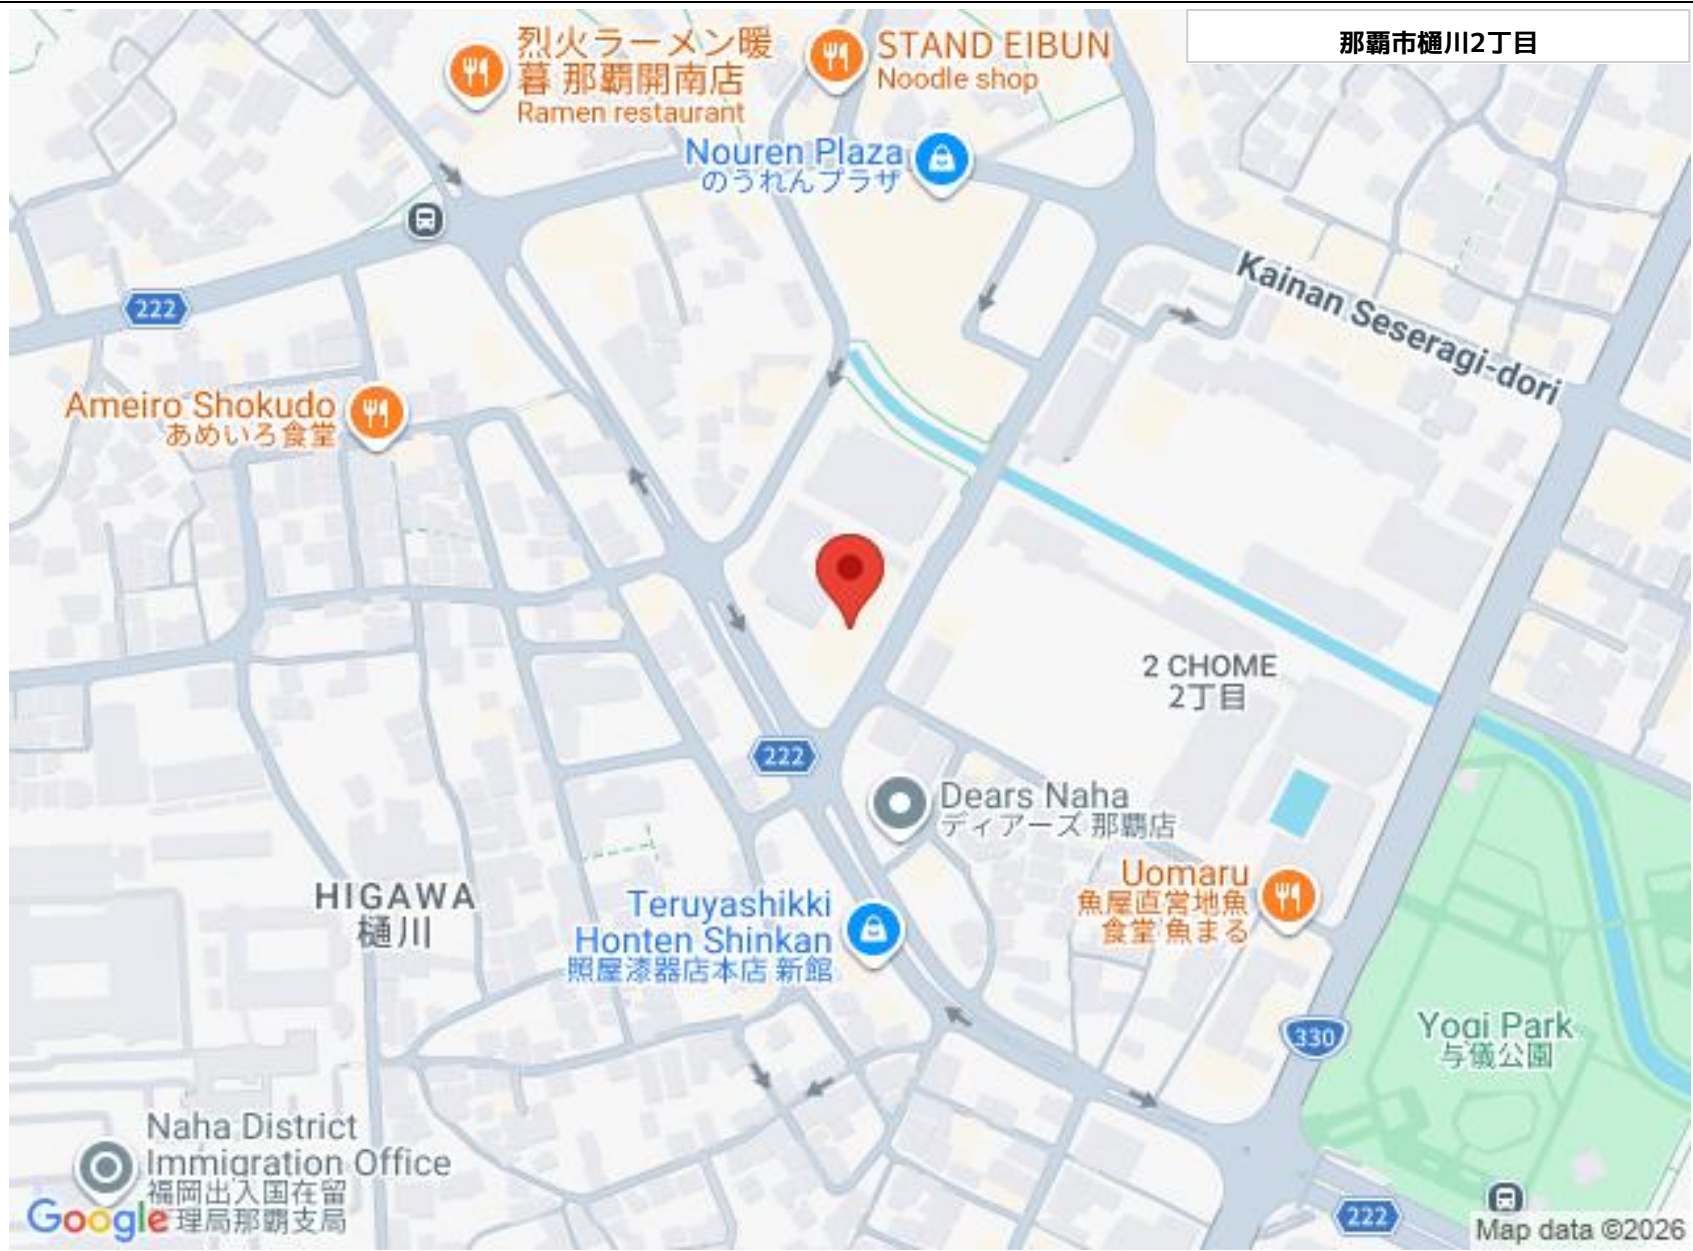 那覇市樋川2丁目
烈火ラーメン暖
暮 那覇開南店
Ramen restaurant
STAND EIBUN
Noodle shop
Nouren Plaza
のうれんプラザ
222
Kainan Seseragi-dori
Ameiro Shokudo
あめいろ食堂
2 CHOME
2丁目
222
Dears Naha
ディアーズ 那覇店
Uomaru
魚屋直営地魚
食堂 魚まる
HIGAWA
樋川
Teruyashikki
Honten Shinkan
照屋漆器店本店 新館
330
Yogi Park
与儀公園
Naha District
Immigration Office
福岡出入国在留
理局那覇支局
Google
222
Map data ©2026